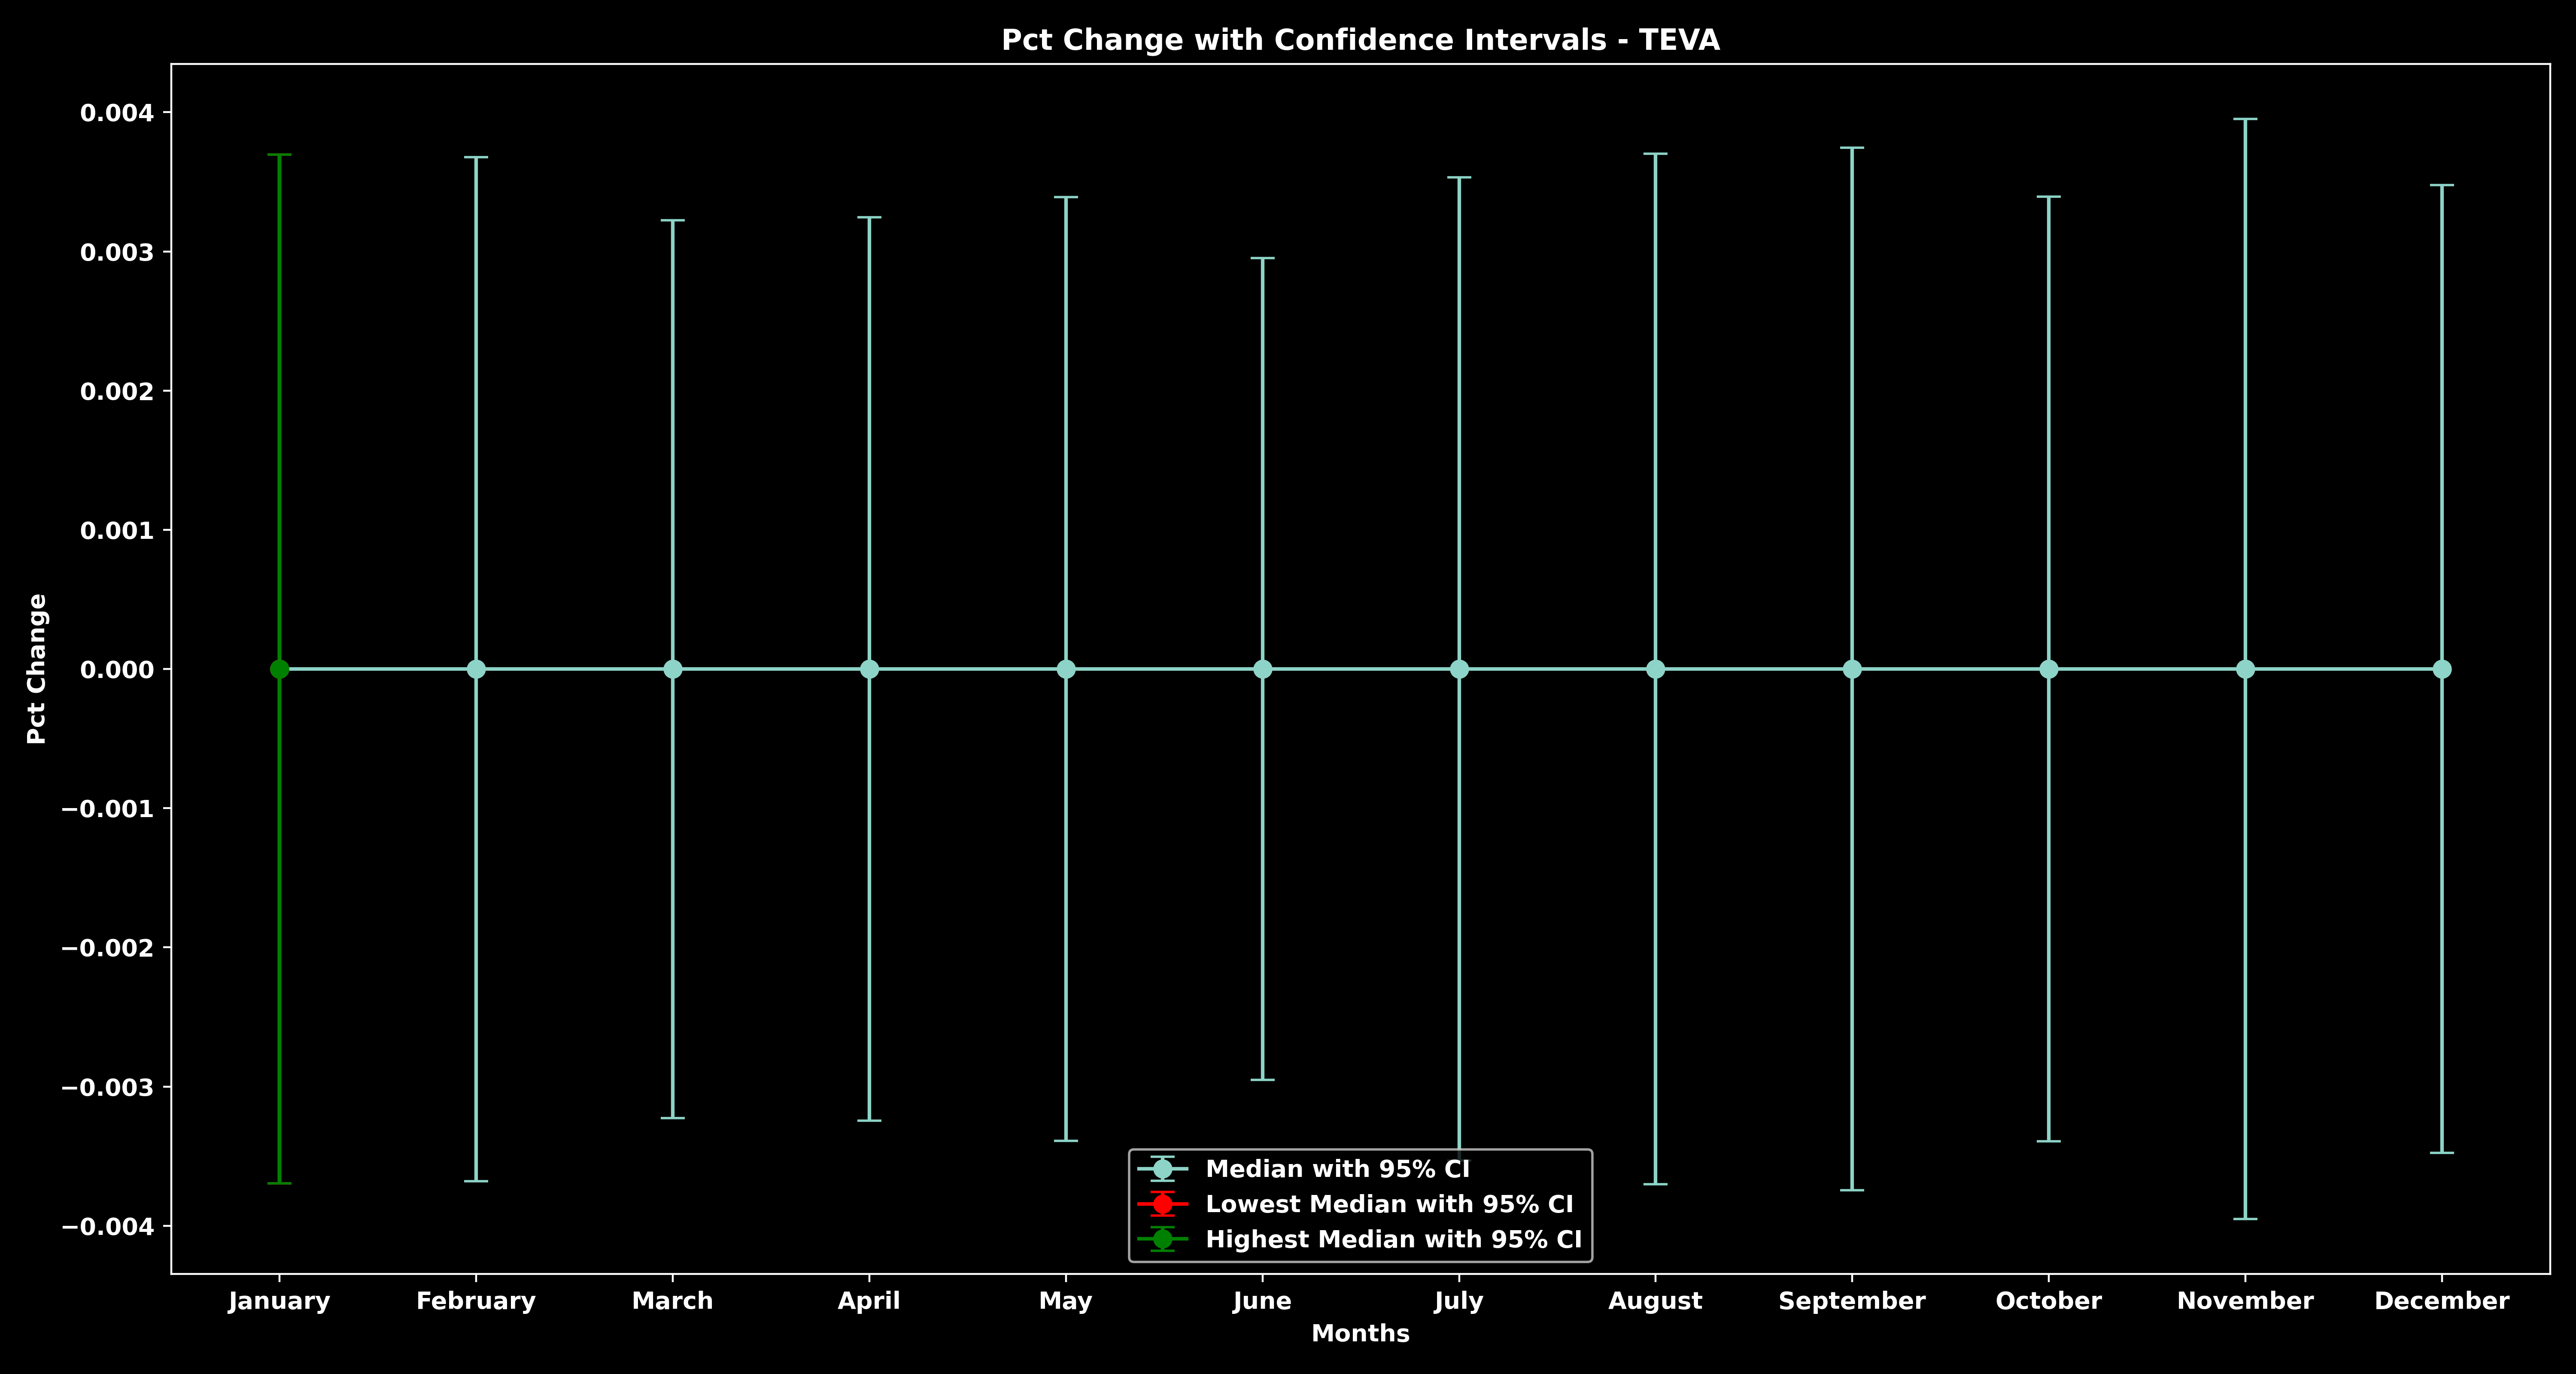 Pct Change with Confidence Intervals - TEVA
Pct Change
0.004
0.003
0.002
0.001
0.000
−0.001
−0.002
−0.003
−0.004
Median with 95% CI
Lowest Median with 95% CI
Highest Median with 95% CI
January February March April May June July August September October November December
Months